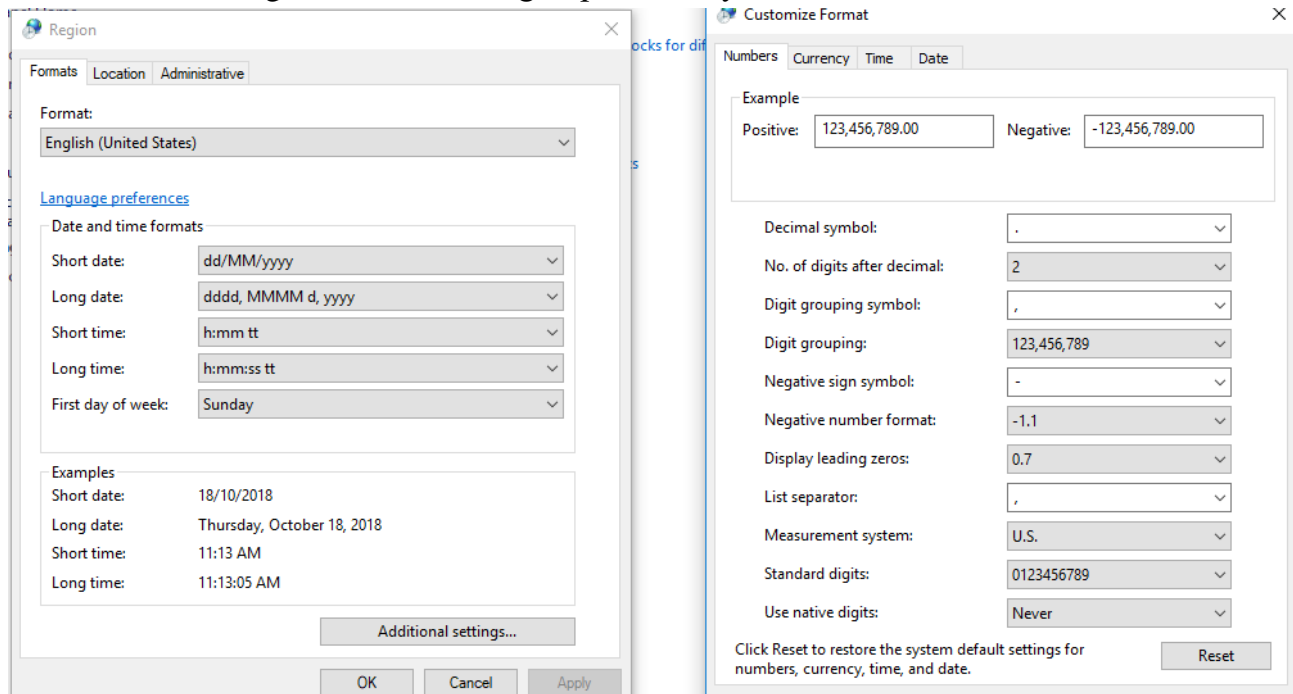 Region
Formats Location Administrative
Format:
English (United States)
Language preferences
Date and time formats
Short date: dd/MM/yyyy
Long date: dddd, MMMM d, yyyy
Short time: h:mm tt
Long time: h:mm:ss tt
First day of week: Sunday
Examples
Short date: 18/10/2018
Long date: Thursday, October 18, 2018
Short time: 11:13 AM
Long time: 11:13:05 AM
Additional settings...
OK Cancel Apply
ocks for dif
Customize Format
Numbers Currency Time Date
Example
Positive: 123,456,789.00 Negative: -123,456,789.00
Decimal symbol: .
No. of digits after decimal: 2
Digit grouping symbol: ,
Digit grouping: 123,456,789
Negative sign symbol: -
Negative number format: -1.1
Display leading zeros: 0.7
List separator: ,
Measurement system: U.S.
Standard digits: 0123456789
Use native digits: Never
Click Reset to restore the system default settings for
numbers, currency, time, and date.
Reset